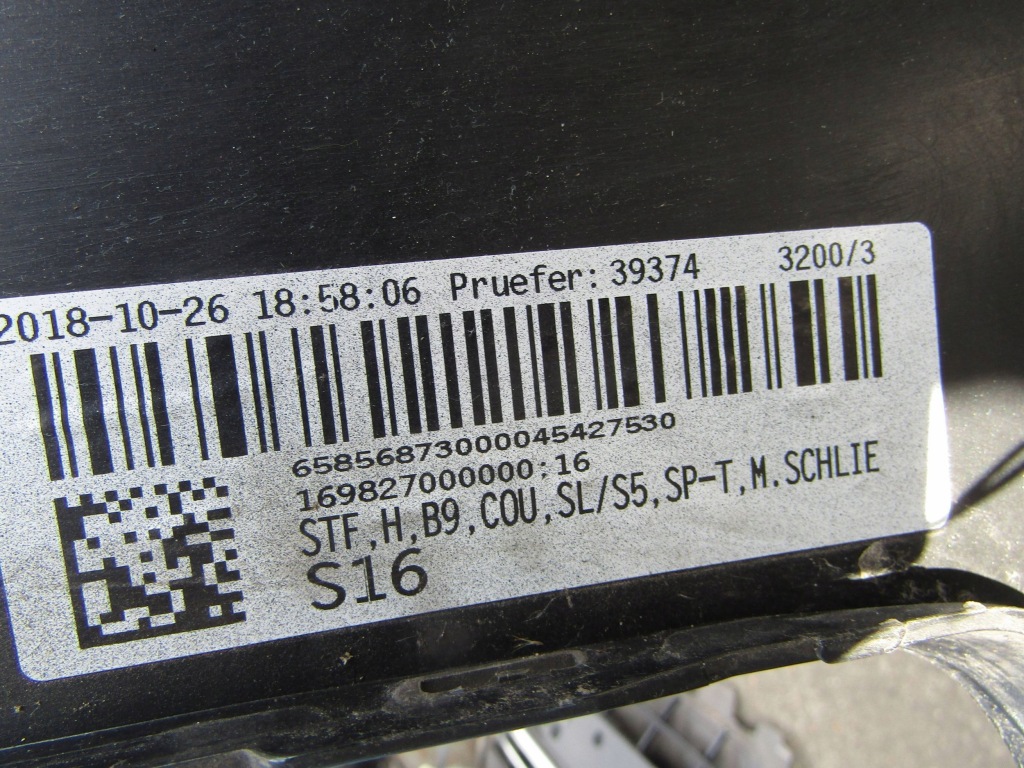 2018-10-26 18:58:06 Pruefer: 39374 3200/3
65856873000045427530
169827000000:16
STF,H,B9,COU,SL/S5,SP-T,M.SCHLIE
S16